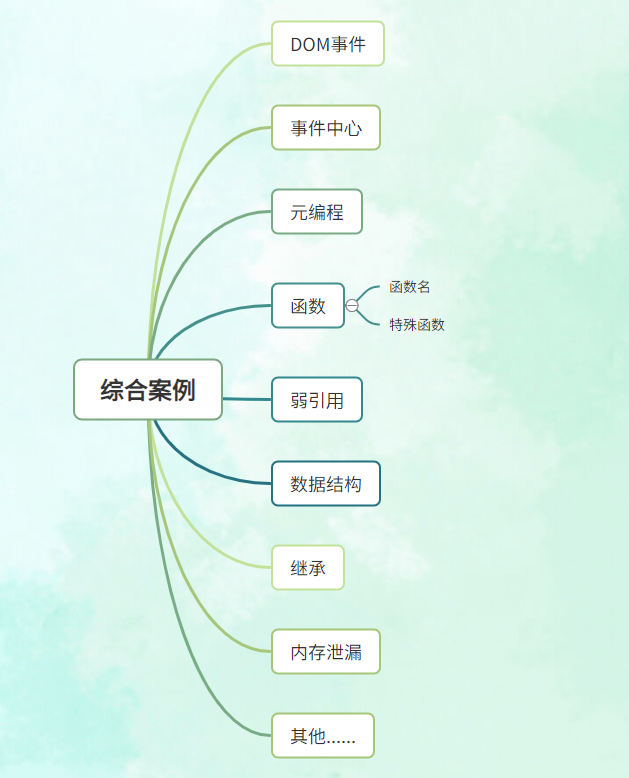 综合案例
DOM事件
事件中心
元编程
函数
函数名
特殊函数
弱引用
数据结构
继承
内存泄漏
其他......